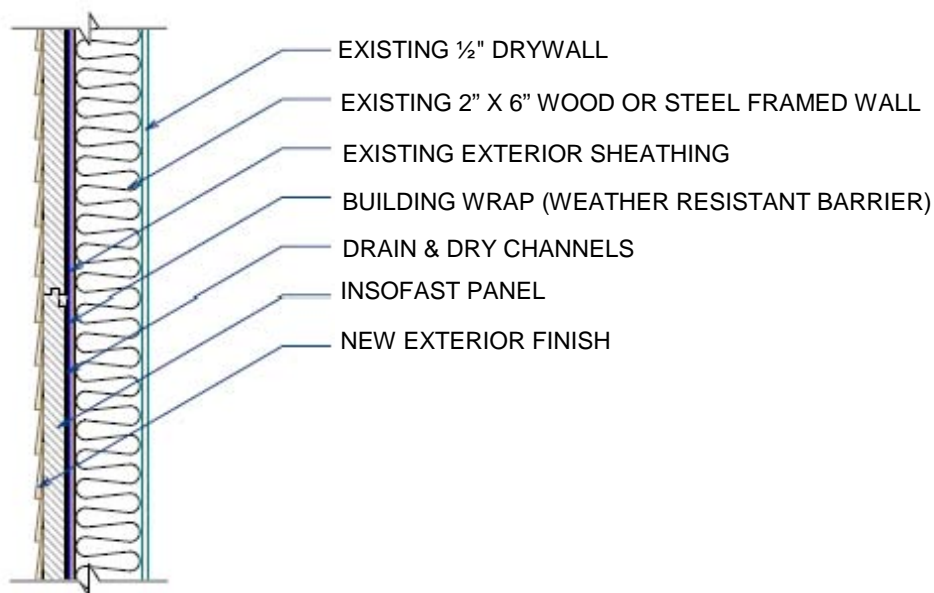 EXISTING ½" DRYWALL
EXISTING 2” X 6” WOOD OR STEEL FRAMED WALL
EXISTING EXTERIOR SHEATHING
BUILDING WRAP (WEATHER RESISTANT BARRIER)
DRAIN & DRY CHANNELS
INSOFAST PANEL
NEW EXTERIOR FINISH